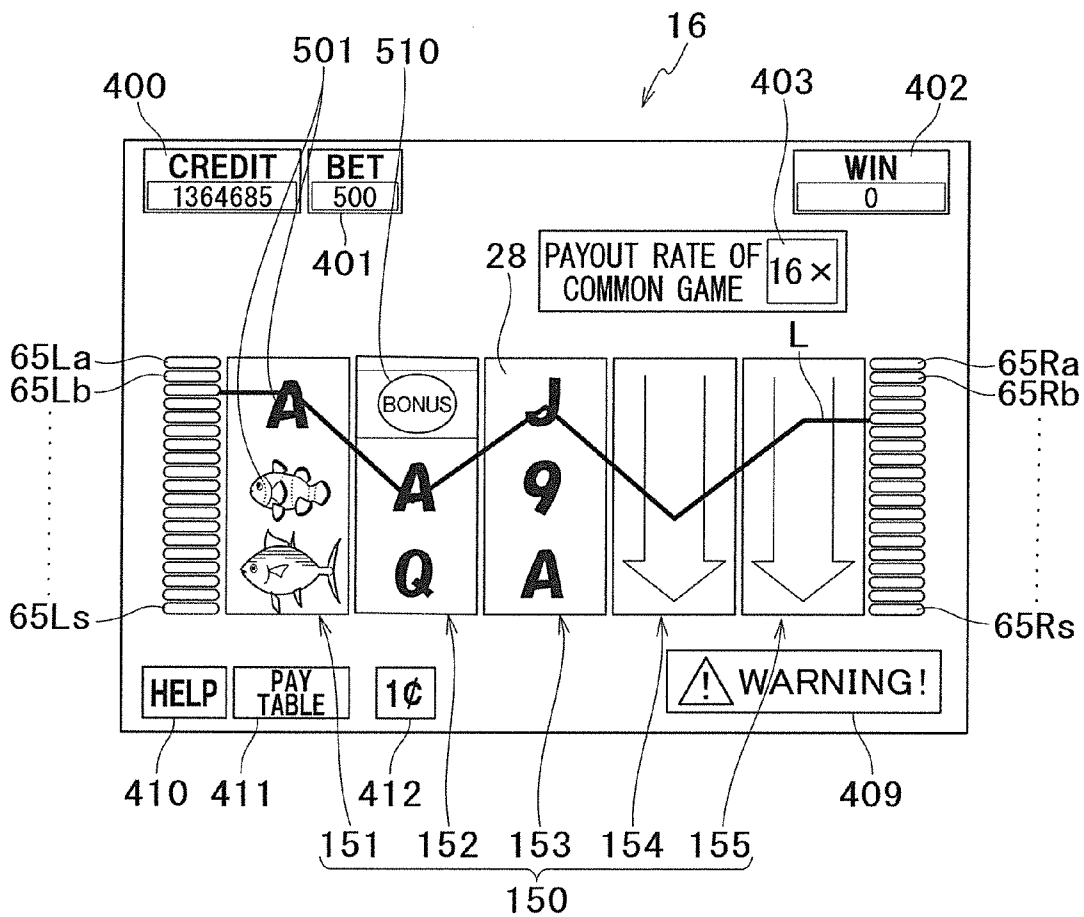 16
501 510
400 403 402
CREDIT BET WIN
1364685 500 0
401
28 PAYOUT RATE OF 16×
COMMON GAME
L
65La 65Ra
65Lb 65Rb
A BONUS J
A 9
Q A
65Ls 65Rs
HELP PAY
TABLE 1¢ ! WARNING!
410 411 412 409
151 152 153 154 155
150